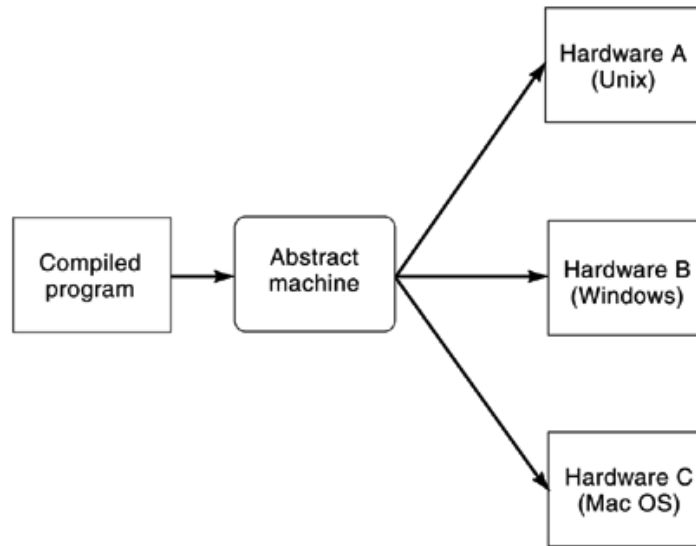 Hardware A
(Unix)
Compiled
program
Abstract
machine
Hardware B
(Windows)
Hardware C
(Mac OS)